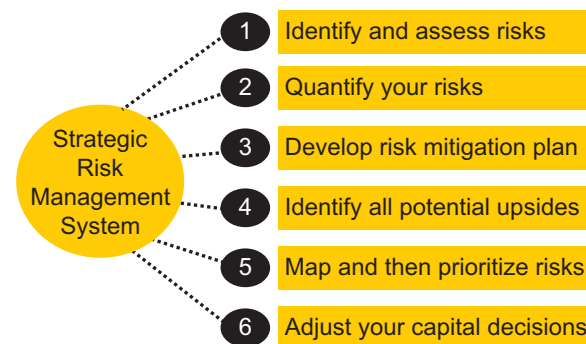 Strategic
Risk
Management
System
1 Identify and assess risks
2 Quantify your risks
3 Develop risk mitigation plan
4 Identify all potential upsides
5 Map and then prioritize risks
6 Adjust your capital decisions